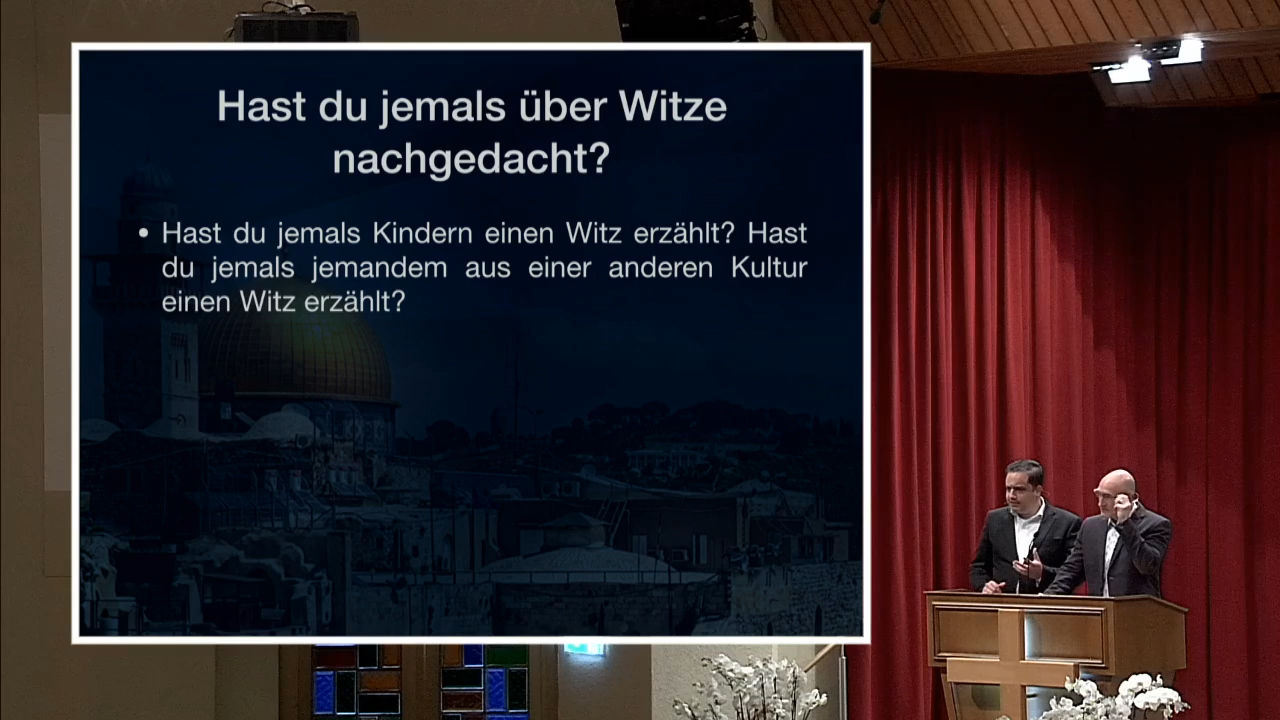 Hast du jemals über Witze
nachgedacht?
• Hast du jemals Kindern einen Witz erzählt? Hast
du jemals jemandem aus einer anderen Kultur
einen Witz erzählt?